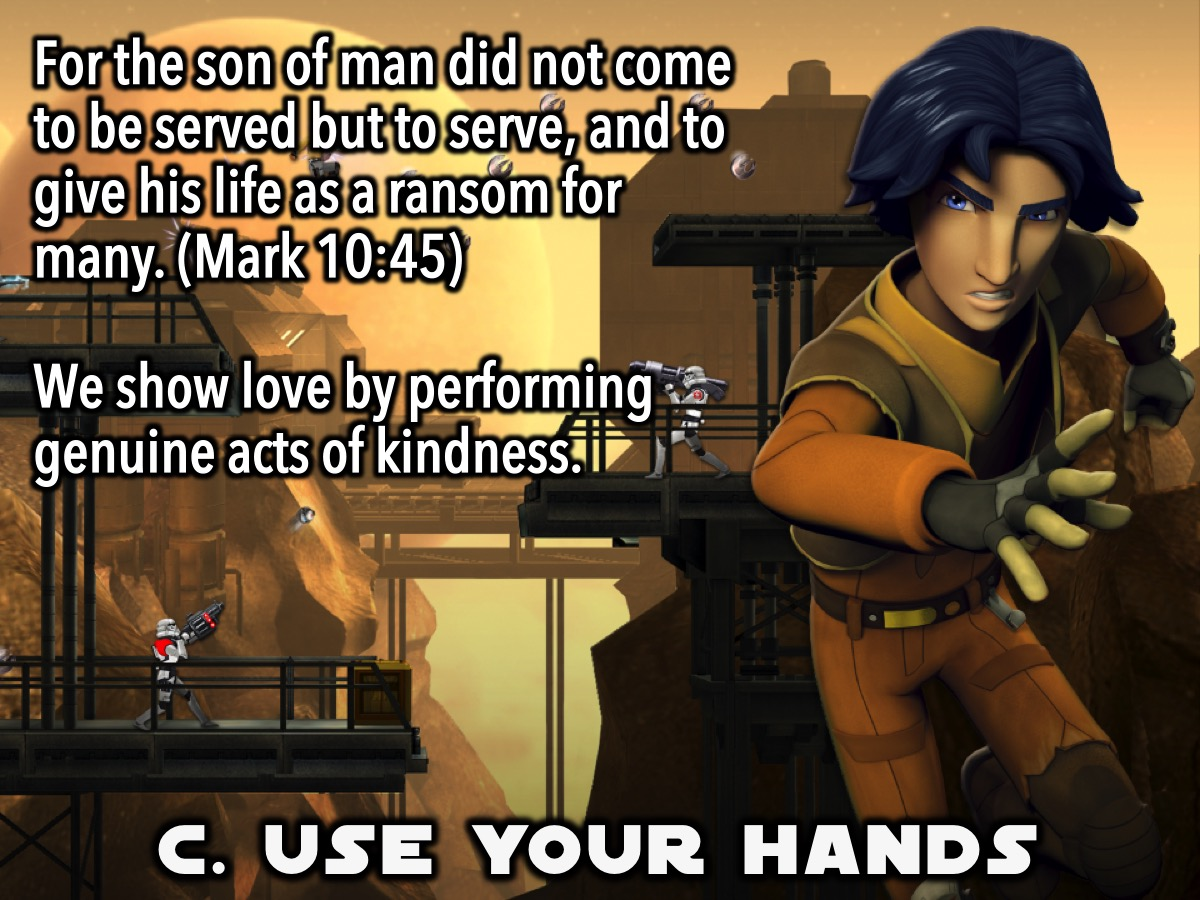 For the son of man did not come
to be served but to serve, and to
give his life as a ransom for
many. (Mark 10:45)
We show love by performing
genuine acts of kindness.
C. USE YOUR HANDS